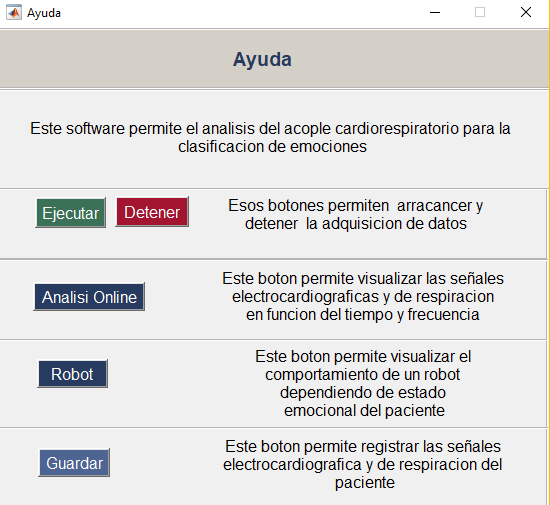 Ayuda
Ayuda
Este software permite el analisis del acople cardiorespiratorio para la
clasificacion de emociones
Ejecutar
Detener
Esos botones permiten  arracancer y
detener  la adquisicion de datos
Analisi Online
Este boton permite visualizar las señales
electrocardiograficas y de respiracion
en funcion del tiempo y frecuencia
Robot
Este boton permite visualizar el
comportamiento de un robot
dependiendo de estado
emocional del paciente
Guardar
Este boton permite registrar las señales
electrocardiografica y de respiracion del
paciente